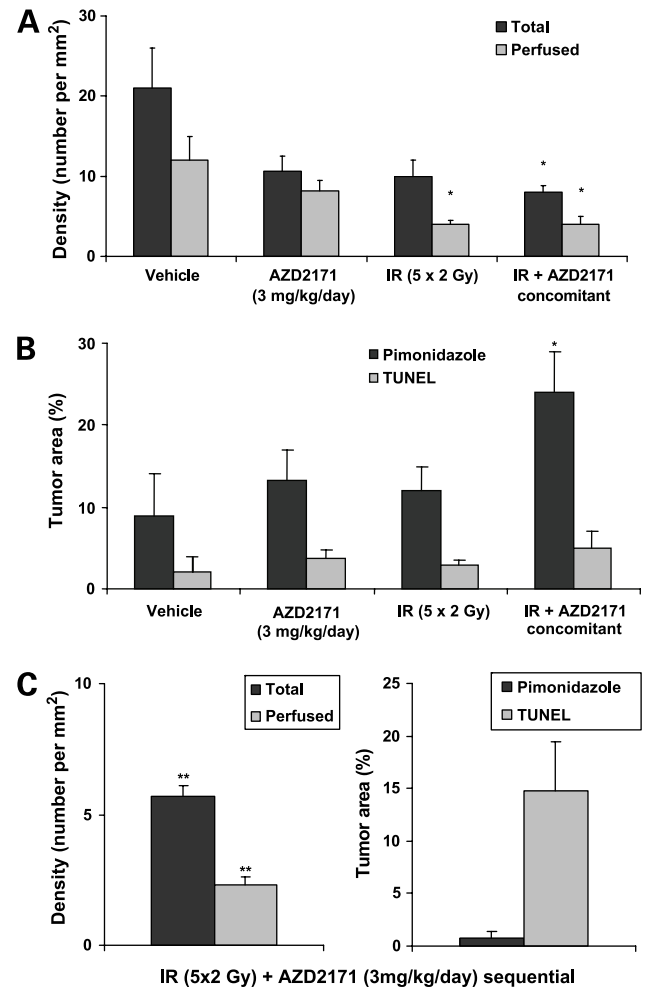 A
30
20
10
0
Density (number per mm²)
Total
Perfused
*
*
*
Vehicle
AZD2171
(3 mg/kg/day)
IR (5 x 2 Gy)
IR + AZD2171
concomitant
B
30
20
10
0
Tumor area (%)
Pimonidazole
TUNEL
*
Vehicle
AZD2171
(3 mg/kg/day)
IR (5 x 2 Gy)
IR + AZD2171
concomitant
C
10
5
0
Density (number per mm²)
Total
Perfused
**
**
25
20
15
10
5
0
Tumor area (%)
Pimonidazole
TUNEL
IR (5x2 Gy) + AZD2171 (3mg/kg/day) sequential